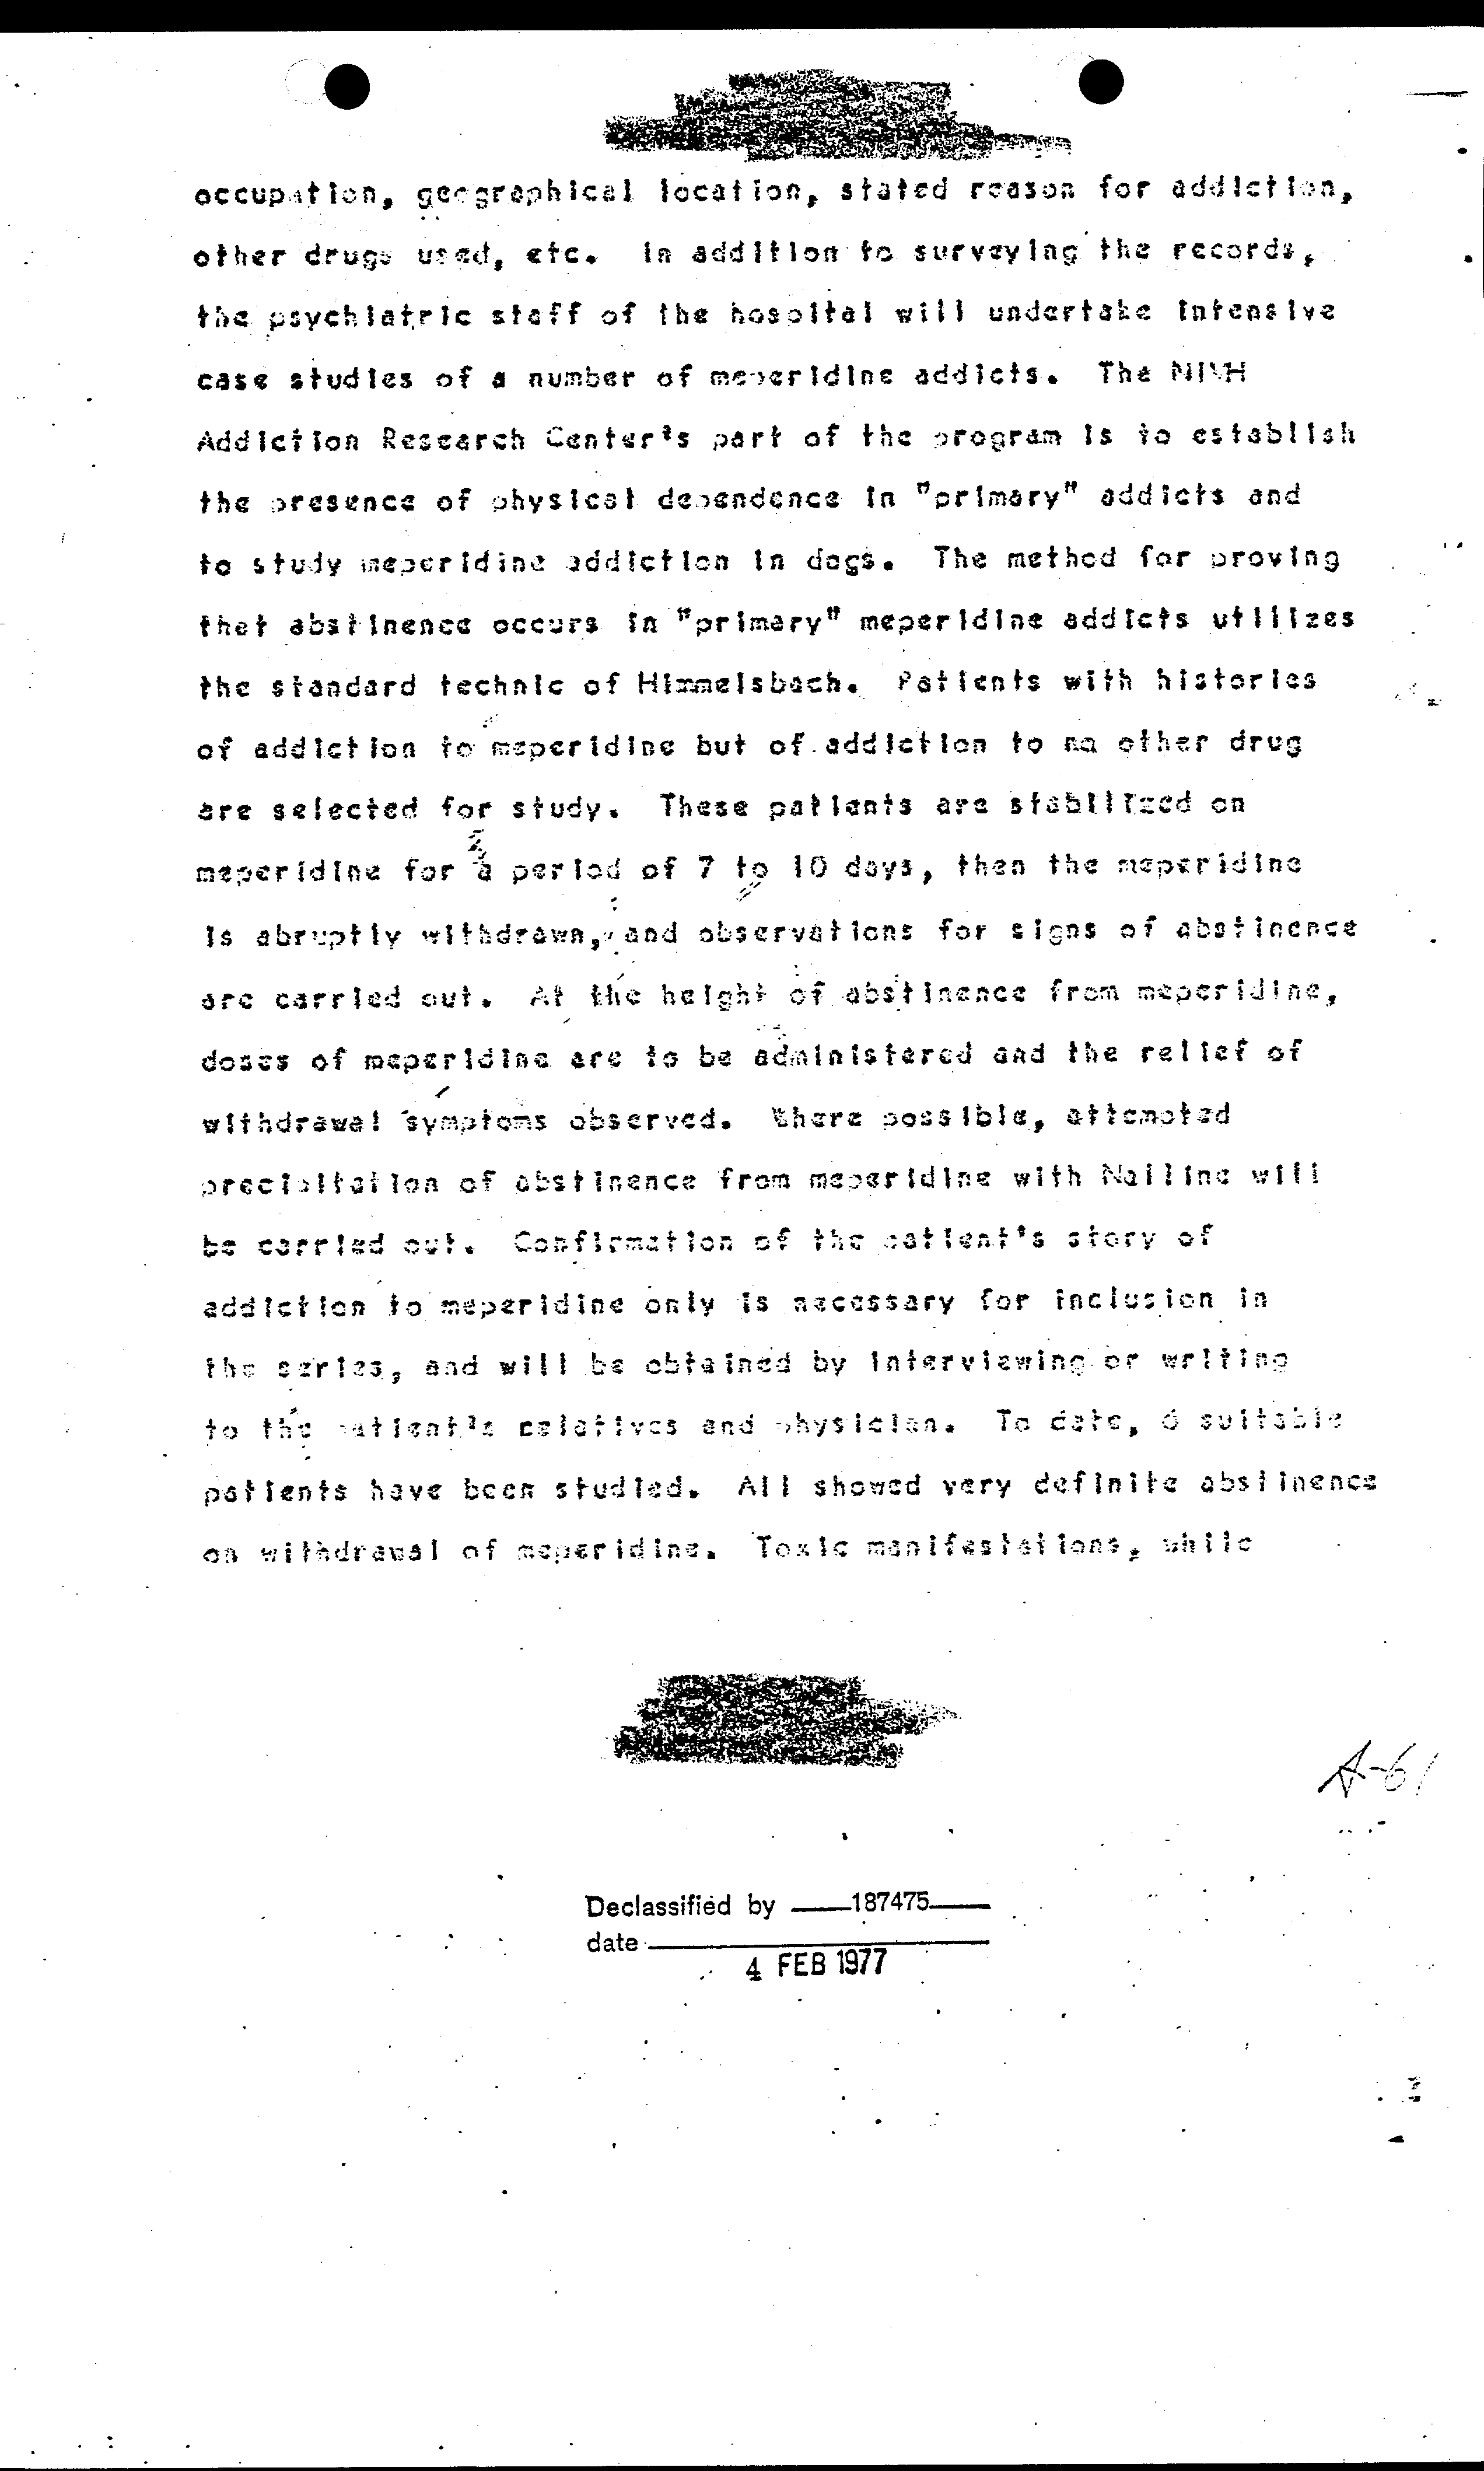 occupation, geographical location, stated reason for addiction,
other drugs used, etc. In addition to surveying the records,
the psychiatric staff of the hospital will undertake intensive
case studies of a number of meperidine addicts. The NIMH
Addiction Research Center's part of the program is to establish
the presence of physical dependence in "primary" addicts and
to study meperidine addiction in dogs. The method for proving
that abstinence occurs in "primary" meperidine addicts utilizes
the standard technic of Himmelsbach. Patients with histories
of addiction to meperidine but of addiction to no other drug
are selected for study. These patients are stabilized on
meperidine for a period of 7 to 10 days, then the meperidine
is abruptly withdrawn, and observations for signs of abstinence
are carried out. At the height of abstinence from meperidine,
doses of meperidine are to be administered and the relief of
withdrawal symptoms observed. Where possible, attempted
precipitation of abstinence from meperidine with Nalline will
be carried out. Confirmation of the patient's story of
addiction to meperidine only is necessary for inclusion in
the series, and will be obtained by interviewing or writing
to the patient's relatives and physician. To date, 6 suitable
patients have been studied. All showed very definite abstinence
on withdrawal of meperidine. Toxic manifestations, while
A-61
Declassified by 187475
date
4 FEB 1977